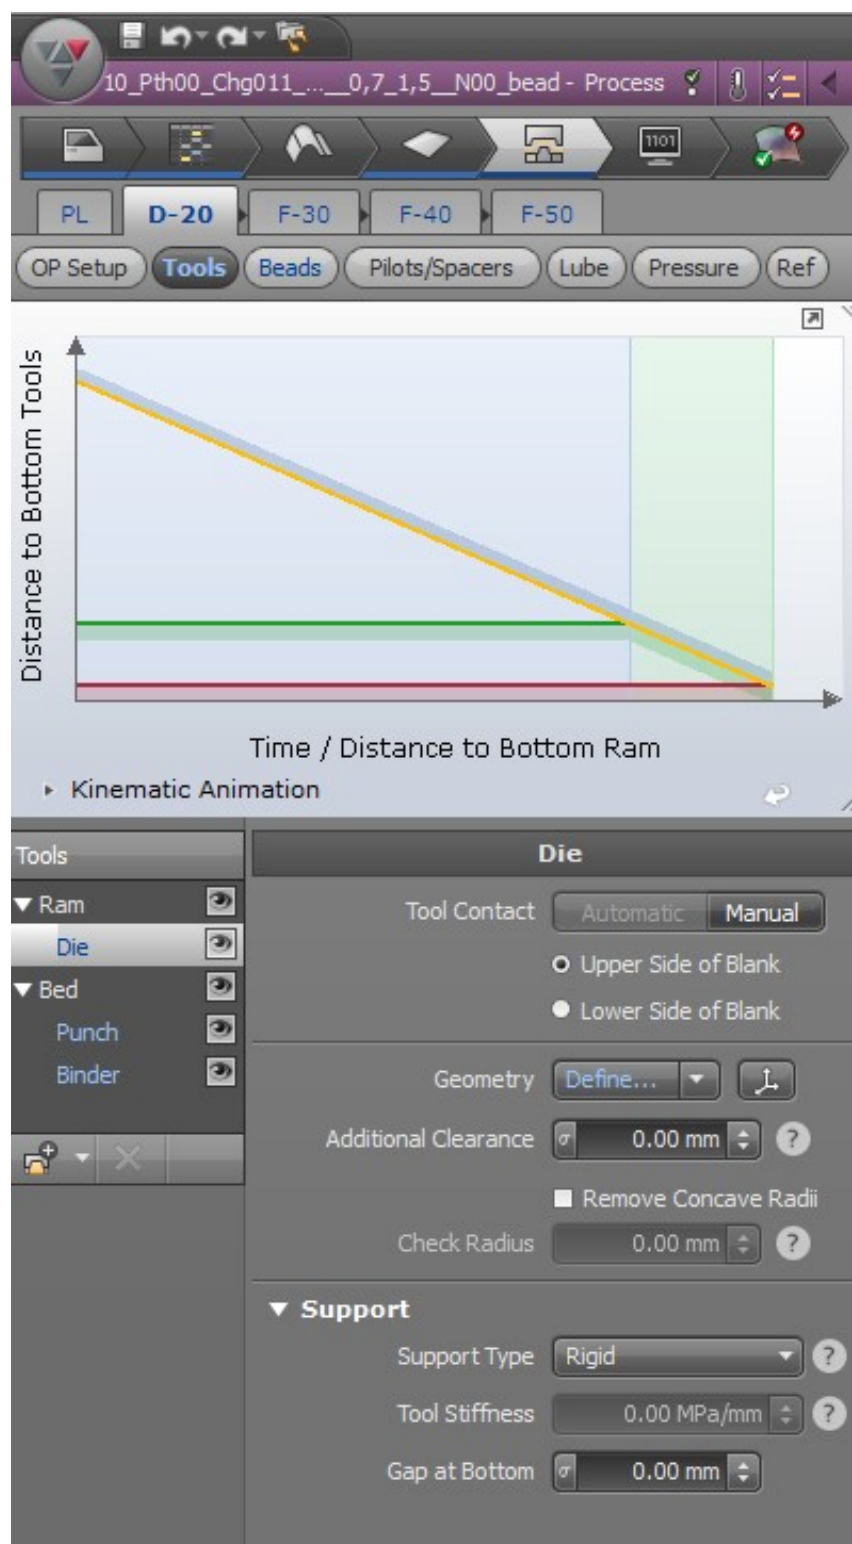 10_Pth00_Chg011_...__0,7_1,5__N00_bead - Process
1101
PL D-20 F-30 F-40 F-50
OP Setup Tools Beads Pilots/Spacers Lube Pressure Ref
Distance to Bottom Tools
Time / Distance to Bottom Ram
Kinematic Animation
Tools
Ram
Die
Bed
Punch
Binder
Die
Tool Contact Automatic Manual
Upper Side of Blank
Lower Side of Blank
Geometry Define...
Additional Clearance σ 0.00 mm ?
Remove Concave Radii
Check Radius 0.00 mm ?
Support
Support Type Rigid ?
Tool Stiffness 0.00 MPa/mm ?
Gap at Bottom σ 0.00 mm